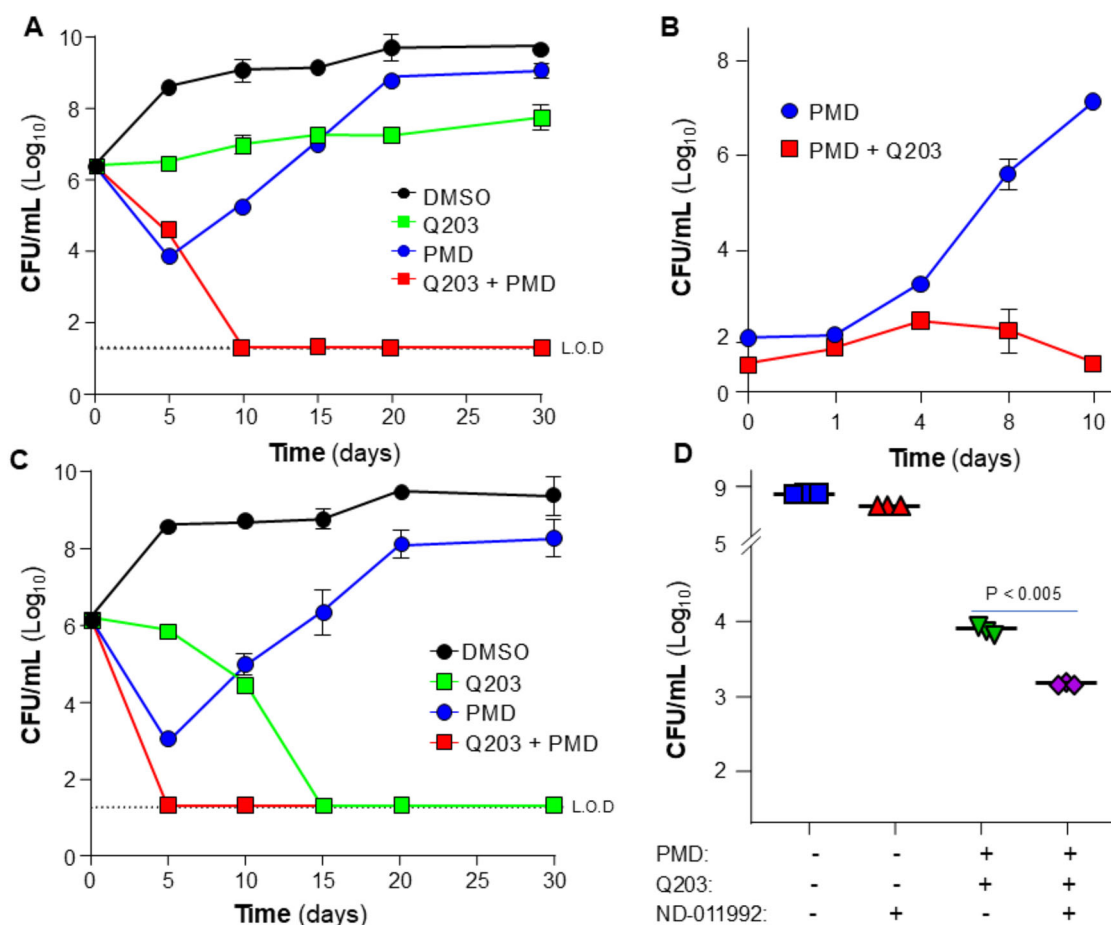 A
CFU/mL (Log10)
10
8
6
4
2
0
DMSO
Q203
PMD
Q203 + PMD
L.O.D
0 5 10 15 20 25 30
Time (days)
B
CFU/mL (Log10)
8
6
4
2
0
PMD
PMD + Q203
0 1 4 8 10
Time (days)
C
CFU/mL (Log10)
10
8
6
4
2
0
DMSO
Q203
PMD
Q203 + PMD
L.O.D
0 5 10 15 20 25 30
Time (days)
D
CFU/mL (Log10)
9
5
4
3
2
P < 0.005
PMD: - - + +
Q203: - - + +
ND-011992: - + - +